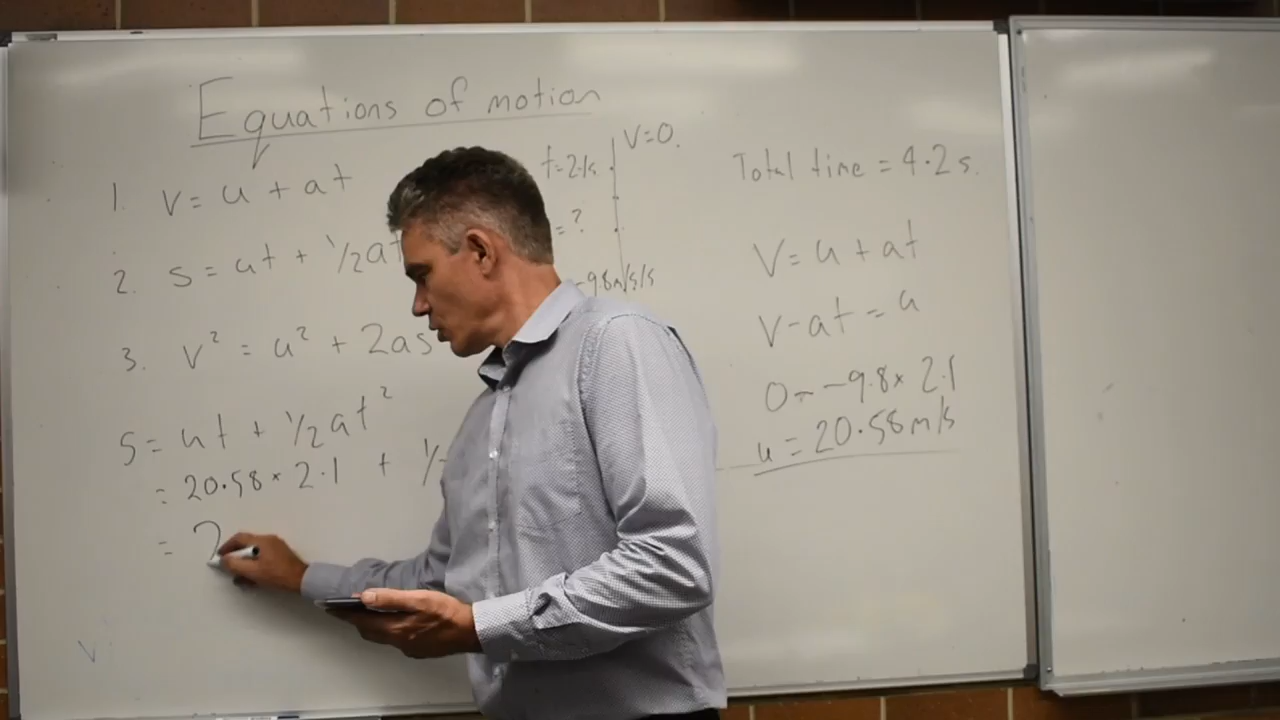 Equations of motion
1. v = u + at
2. s = ut + ½at
3. v² = u² + 2as
s = ut + ½at²
= 20.58 × 2.1 + 1/
= 2
v
v=0.
t=2.1s
= ?
-9.8m/s/s
Total time = 4.2 s.
v = u + at
v-at = u
0 - -9.8 × 2.1
u = 20.58 m/s